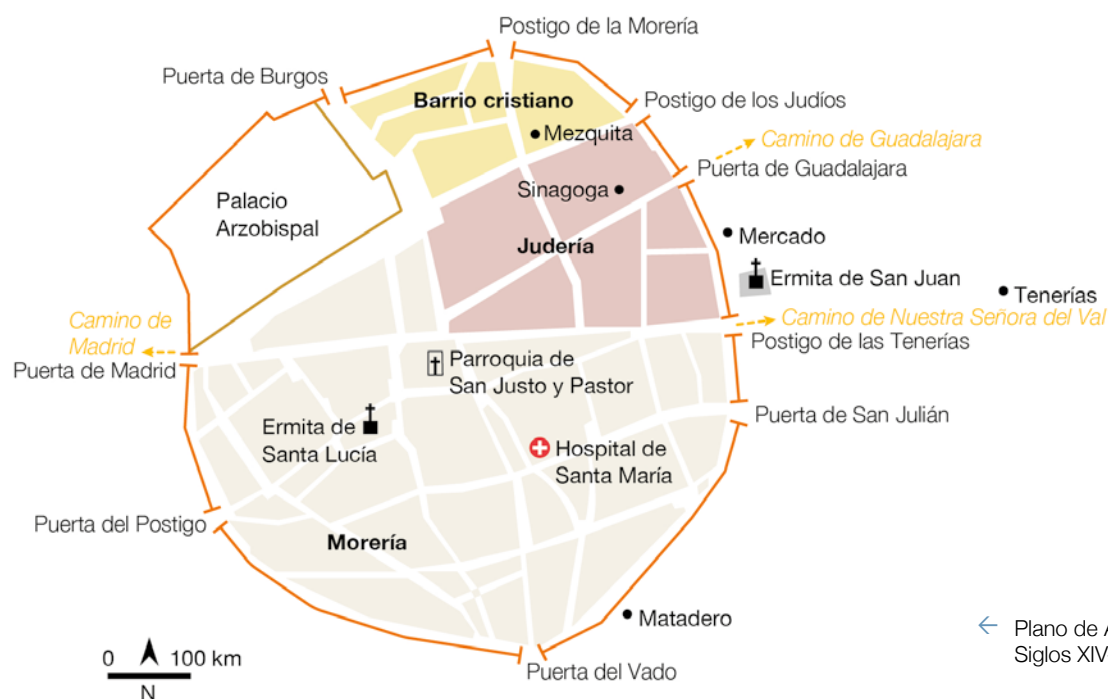 Postigo de la Morería
Puerta de Burgos
Barrio cristiano
Postigo de los Judíos
Mezquita
Camino de Guadalajara
Puerta de Guadalajara
Sinagoga
Palacio
Arzobispal
Judería
Mercado
Ermita de San Juan
Tenerías
Camino de
Madrid
Camino de Nuestra Señora del Val
Postigo de las Tenerías
Puerta de Madrid
Parroquia de
San Justo y Pastor
Puerta de San Julián
Ermita de
Santa Lucía
Hospital de
Santa María
Puerta del Postigo
Morería
Matadero
← Plano de
Siglos XIV
0 100 km
N
Puerta del Vado